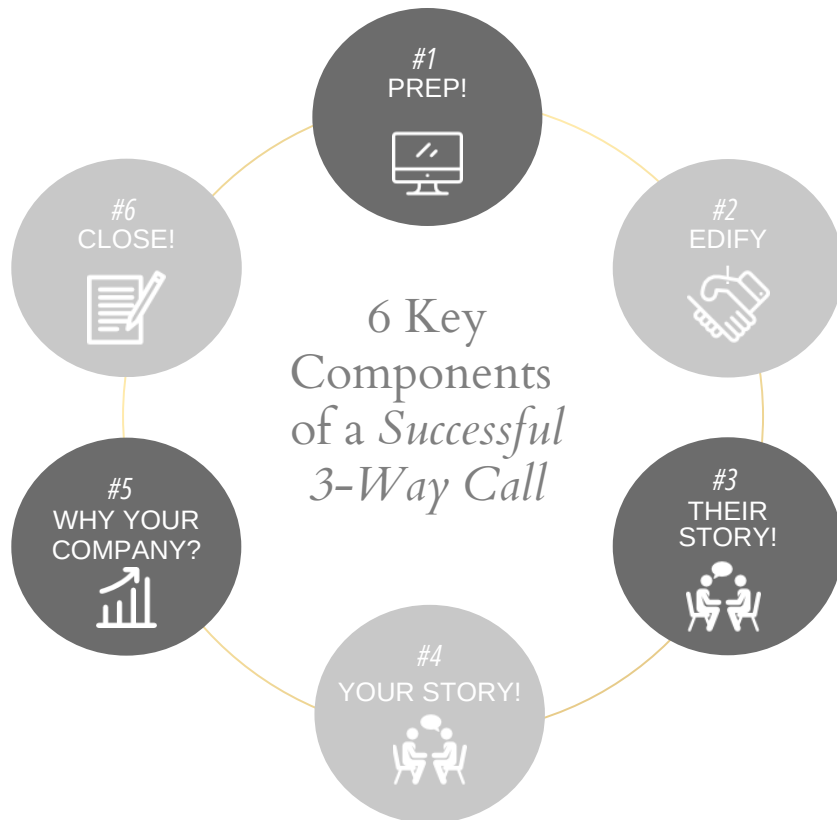 6 Key
Components
of a Successful
3-Way Call
#1
PREP!
#2
EDIFY
#3
THEIR
STORY!
#4
YOUR STORY!
#5
WHY YOUR
COMPANY?
#6
CLOSE!